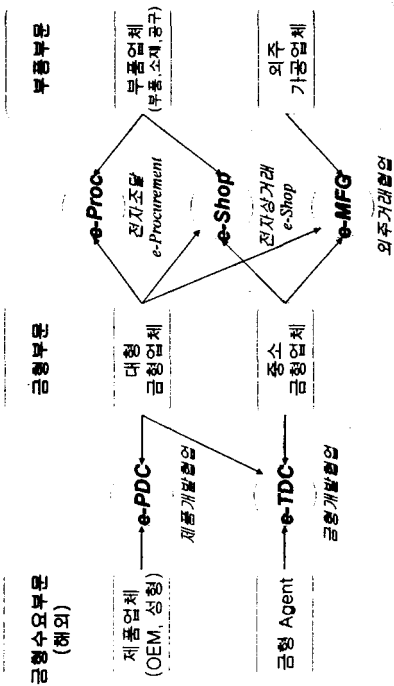 금형수요부문
(해외)
금형부문
부품부문
제품업체
(OEM, 성형)
e-PDC
제품개발협업
대형
금형업체
e-Proc
전자조달
e-Procurement
부품업체
(부품,소재,공구)
e-Shop
전자상거래
e-Shop
금형 Agent
e-TDC
금형개발협업
중소
금형업체
e-MFG
외주거래협업
외주
가공업체